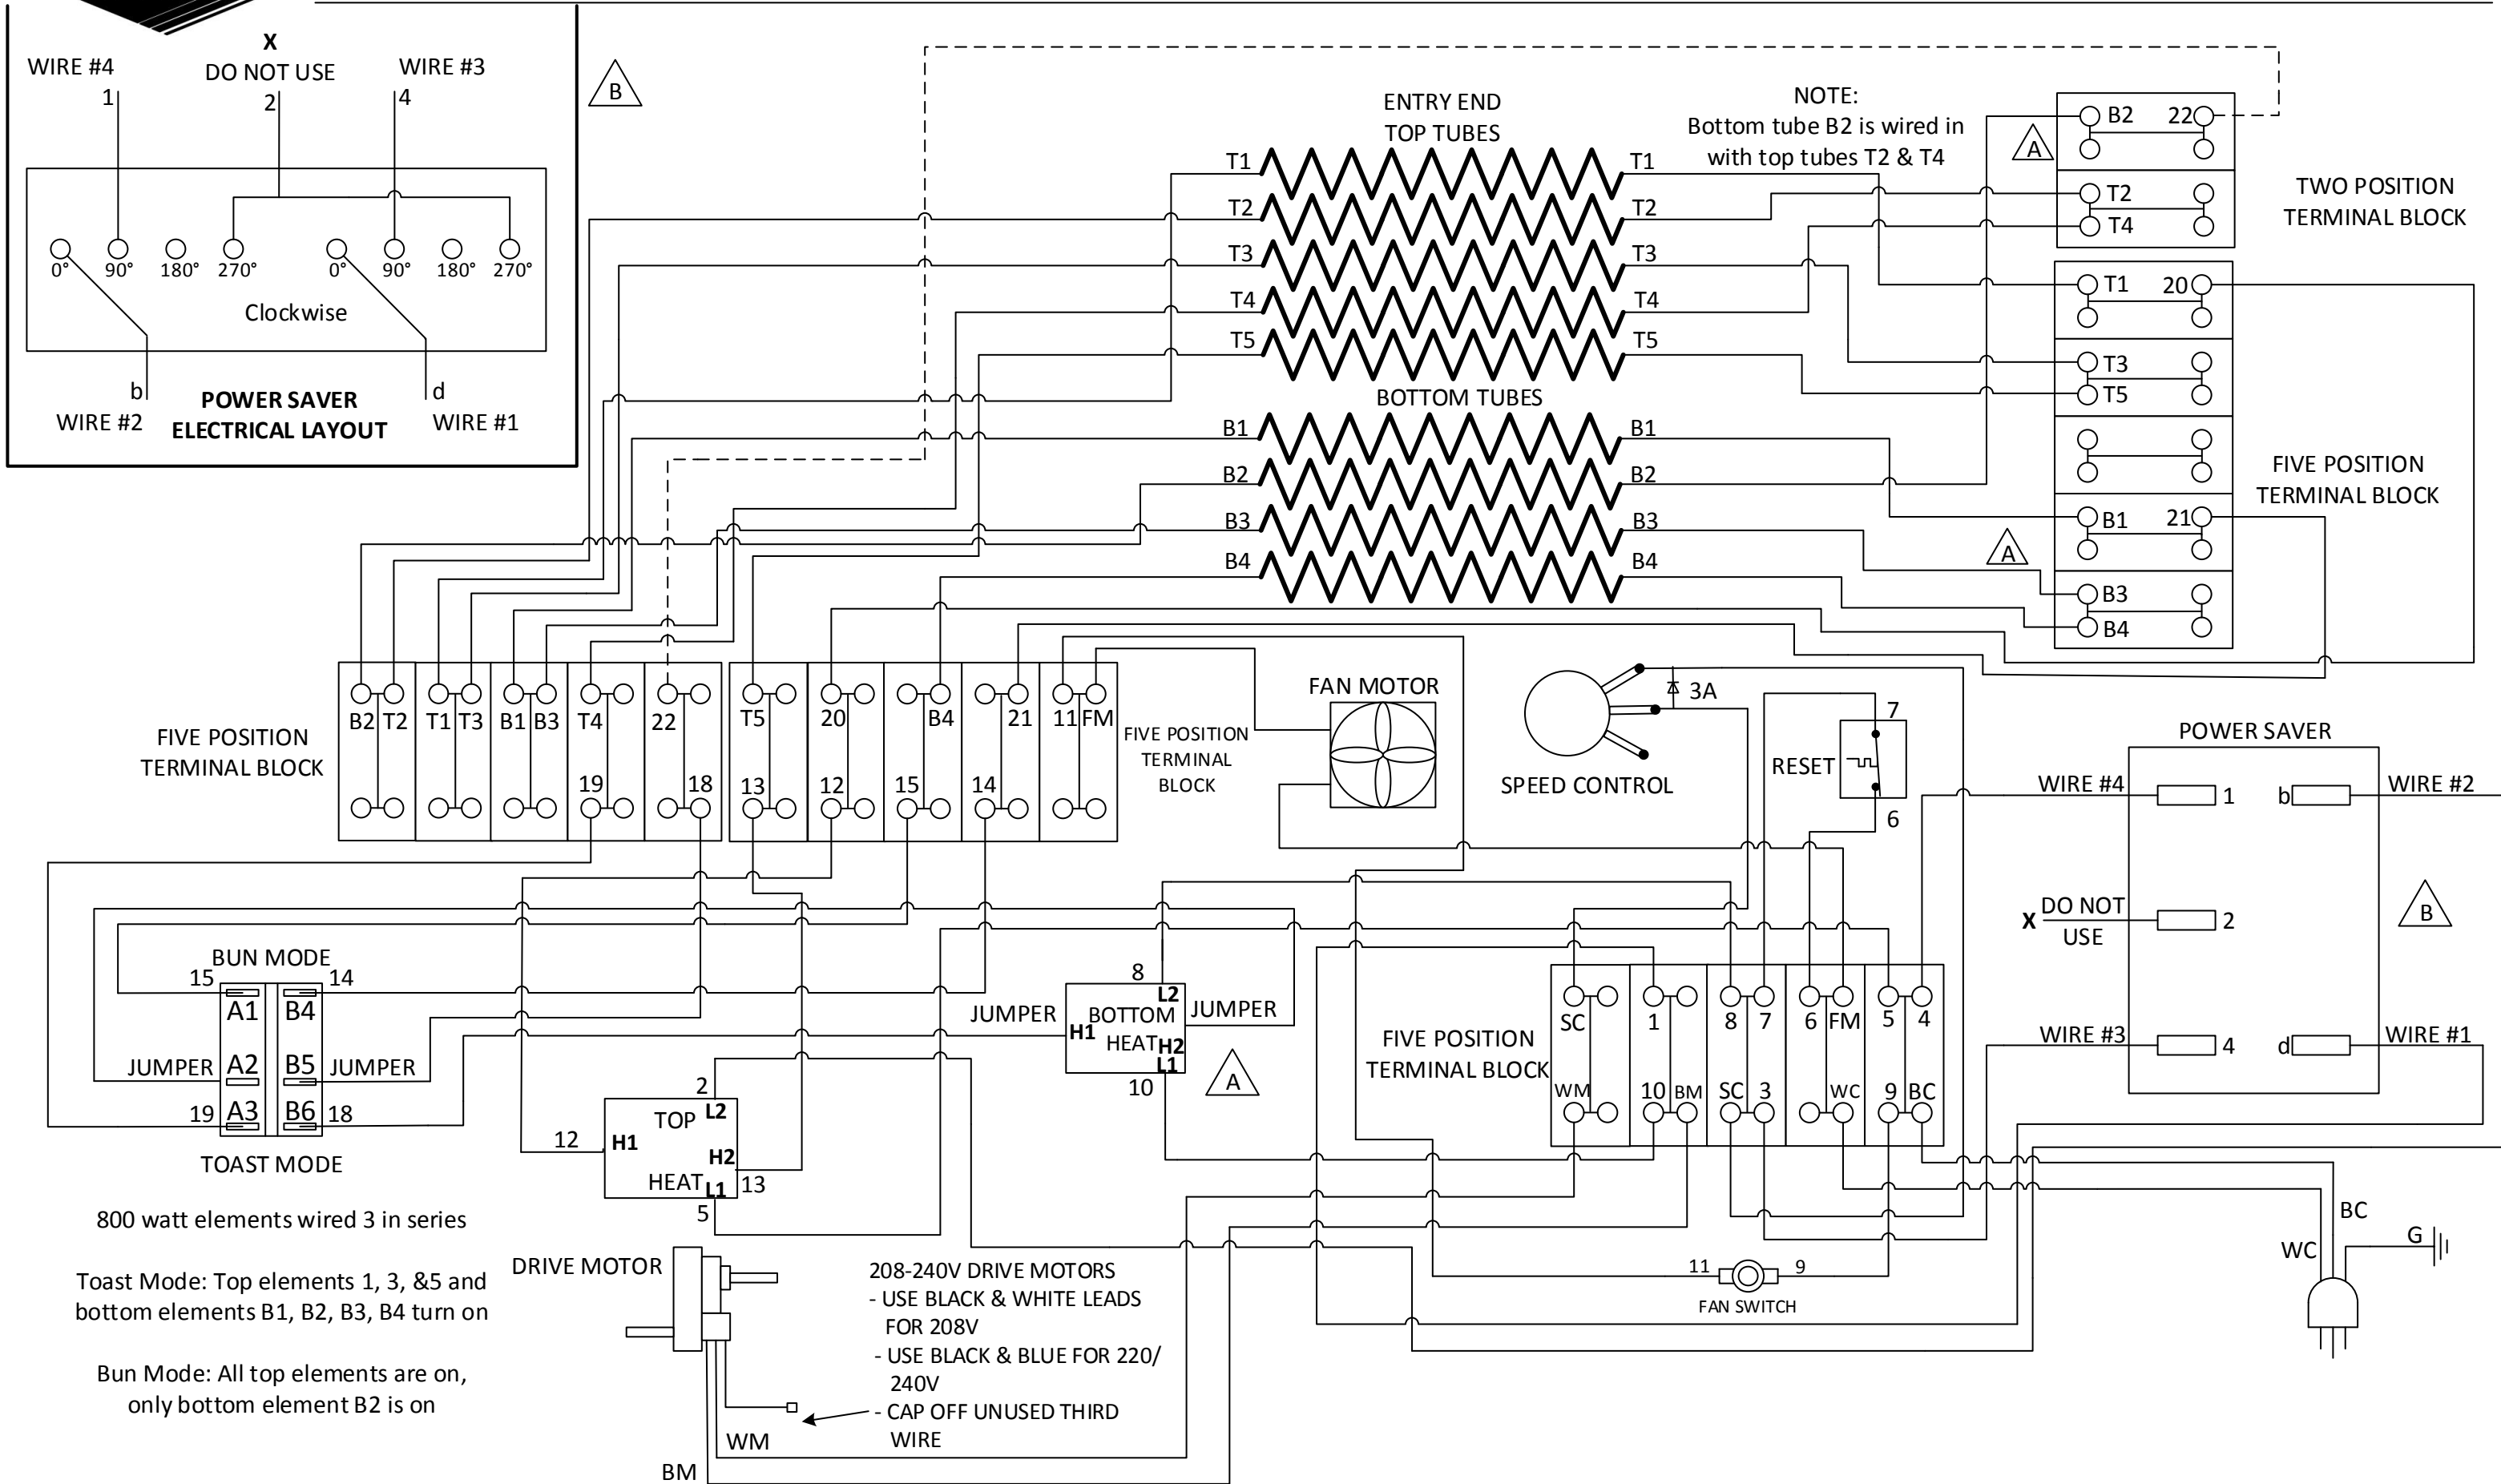 WIRE #4
X
DO NOT USE
WIRE #3
1
2
4
0°
90°
180°
270°
0°
90°
180°
270°
Clockwise
b
d
WIRE #2
WIRE #1
POWER SAVER
ELECTRICAL LAYOUT
B
ENTRY END
TOP TUBES
NOTE:
Bottom tube B2 is wired in
with top tubes T2 & T4
T1
T1
T2
T2
T3
T3
T4
T4
T5
T5
BOTTOM TUBES
B1
B1
B2
B2
B3
B3
B4
B4
A
B2
22
T2
T4
TWO POSITION
TERMINAL BLOCK
T1
20
T3
T5
B1
21
B3
B4
A
FIVE POSITION
TERMINAL BLOCK
FIVE POSITION
TERMINAL BLOCK
B2
T2
T1
T3
B1
B3
T4
22
19
18
T5
20
B4
21
11
FM
13
12
15
14
FIVE POSITION
TERMINAL
BLOCK
FAN MOTOR
SPEED CONTROL
3A
7
RESET
6
POWER SAVER
WIRE #4
1
b
WIRE #2
X
DO NOT
USE
2
WIRE #3
4
d
WIRE #1
B
BUN MODE
15
14
A1
B4
JUMPER
A2
B5
JUMPER
19
A3
B6
18
TOAST MODE
2
TOP
L2
12
H1
H2
HEAT
L1
13
5
8
L2
JUMPER
H1
BOTTOM
HEAT
H2
L1
JUMPER
10
A
FIVE POSITION
TERMINAL BLOCK
SC
1
8
7
6
FM
5
4
WM
10
BM
SC
3
WC
9
BC
800 watt elements wired 3 in series
Toast Mode: Top elements 1, 3, &5 and
bottom elements B1, B2, B3, B4 turn on
Bun Mode: All top elements are on,
only bottom element B2 is on
DRIVE MOTOR
208-240V DRIVE MOTORS
- USE BLACK & WHITE LEADS
FOR 208V
- USE BLACK & BLUE FOR 220/
240V
- CAP OFF UNUSED THIRD
WIRE
WM
BM
11
9
FAN SWITCH
BC
WC
G